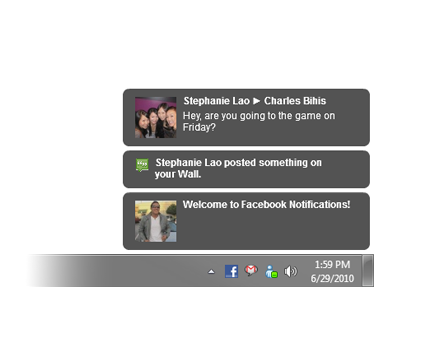 Stephanie Lao ► Charles Bihis
Hey, are you going to the game on
Friday?
Stephanie Lao posted something on
your Wall.
Welcome to Facebook Notifications!
1:59 PM
6/29/2010